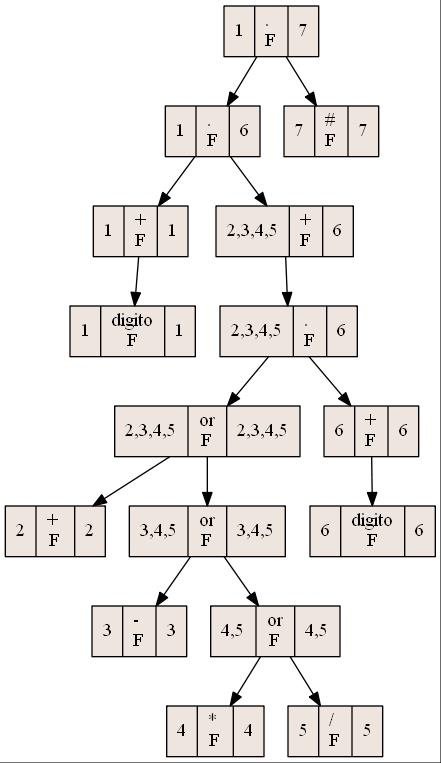 1 . F 7
1 . F 6
7 # F 7
1 + F 1
2,3,4,5 + F 6
1 digito F 1
2,3,4,5 . F 6
2,3,4,5 or F 2,3,4,5
6 + F 6
2 + F 2
3,4,5 or F 3,4,5
6 digito F 6
3 - F 3
4,5 or F 4,5
4 * F 4
5 / F 5